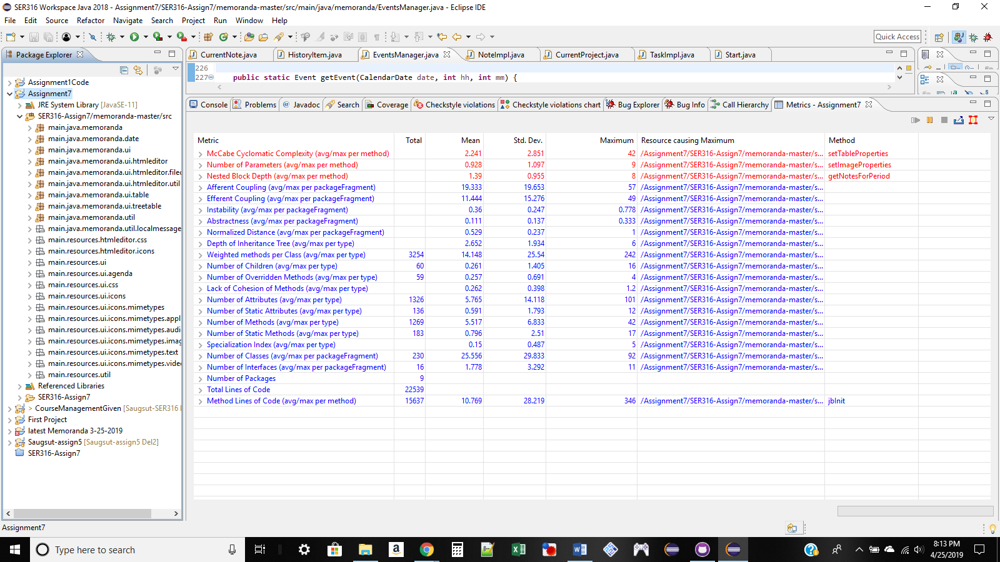 SER316 Workspace Java 2018 - Assignment7/SER316-Assign7/memoranda-master/src/main/java/memoranda/EventsManager.java - Eclipse IDE
File Edit Source Refactor Navigate Search Project Run Window Help
Quick Access
Package Explorer
Assignment1Code
Assignment7
JRE System Library [JavaSE-11]
SER316-Assign7/memoranda-master/src
main.java.memoranda
main.java.memoranda.date
main.java.memoranda.ui
main.java.memoranda.ui.htmleditor
main.java.memoranda.ui.htmleditor.filec
main.java.memoranda.ui.htmleditor.util
main.java.memoranda.ui.table
main.java.memoranda.ui.treetable
main.java.memoranda.util
main.java.memoranda.util.localmessage
main.resources.htmleditor.css
main.resources.htmleditor.icons
main.resources.ui
main.resources.ui.agenda
main.resources.ui.css
main.resources.ui.icons
main.resources.ui.icons.mimetypes
main.resources.ui.icons.mimetypes.appl
main.resources.ui.icons.mimetypes.audi
main.resources.ui.icons.mimetypes.imag
main.resources.ui.icons.mimetypes.text
main.resources.ui.icons.mimetypes.vide
main.resources.util
Referenced Libraries
SER316-Assign7
> CourseManagementGiven [Saugsut-SER316
First Project
latest Memoranda 3-25-2019
Saugsut-assign5 [Saugsut-assign5 Del2]
SER316-Assign7
CurrentNote.java HistoryItem.java EventsManager.java NoteImpl.java CurrentProject.java TaskImpl.java Start.java
226
227 public static Event getEvent(CalendarDate date, int hh, int mm) {
Console Problems @ Javadoc Search Coverage Checkstyle violations Checkstyle violations chart Bug Explorer Bug Info Call Hierarchy Metrics - Assignment7
Metric Total Mean Std. Dev. Maximum Resource causing Maximum Method
McCabe Cyclomatic Complexity (avg/max per method) 2.241 2.851 42 /Assignment7/SER316-Assign7/memoranda-master/s... setTableProperties
Number of Parameters (avg/max per method) 0.928 1.097 9 /Assignment7/SER316-Assign7/memoranda-master/s... setImageProperties
Nested Block Depth (avg/max per method) 1.39 0.955 8 /Assignment7/SER316-Assign7/memoranda-master/s... getNotesForPeriod
Afferent Coupling (avg/max per packageFragment) 19.333 19.653 57 /Assignment7/SER316-Assign7/memoranda-master/s...
Efferent Coupling (avg/max per packageFragment) 11.444 15.276 49 /Assignment7/SER316-Assign7/memoranda-master/s...
Instability (avg/max per packageFragment) 0.36 0.247 0.778 /Assignment7/SER316-Assign7/memoranda-master/s...
Abstractness (avg/max per packageFragment) 0.111 0.137 0.333 /Assignment7/SER316-Assign7/memoranda-master/s...
Normalized Distance (avg/max per packageFragment) 0.529 0.237 1 /Assignment7/SER316-Assign7/memoranda-master/s...
Depth of Inheritance Tree (avg/max per type) 2.652 1.934 6 /Assignment7/SER316-Assign7/memoranda-master/s...
Weighted methods per Class (avg/max per type) 3254 14.148 25.54 242 /Assignment7/SER316-Assign7/memoranda-master/s...
Number of Children (avg/max per type) 60 0.261 1.405 16 /Assignment7/SER316-Assign7/memoranda-master/s...
Number of Overridden Methods (avg/max per type) 59 0.257 0.691 4 /Assignment7/SER316-Assign7/memoranda-master/s...
Lack of Cohesion of Methods (avg/max per type) 0.262 0.398 1.2 /Assignment7/SER316-Assign7/memoranda-master/s...
Number of Attributes (avg/max per type) 1326 5.765 14.118 101 /Assignment7/SER316-Assign7/memoranda-master/s...
Number of Static Attributes (avg/max per type) 136 0.591 1.793 12 /Assignment7/SER316-Assign7/memoranda-master/s...
Number of Methods (avg/max per type) 1269 5.517 6.833 42 /Assignment7/SER316-Assign7/memoranda-master/s...
Number of Static Methods (avg/max per type) 183 0.796 2.51 17 /Assignment7/SER316-Assign7/memoranda-master/s...
Specialization Index (avg/max per type) 0.15 0.487 5 /Assignment7/SER316-Assign7/memoranda-master/s...
Number of Classes (avg/max per packageFragment) 230 25.556 29.833 92 /Assignment7/SER316-Assign7/memoranda-master/s...
Number of Interfaces (avg/max per packageFragment) 16 1.778 3.292 11 /Assignment7/SER316-Assign7/memoranda-master/s...
Number of Packages 9
Total Lines of Code 22539
Method Lines of Code (avg/max per method) 15637 10.769 28.219 346 /Assignment7/SER316-Assign7/memoranda-master/s... jbInit
Assignment7
Type here to search
8:13 PM
4/25/2019